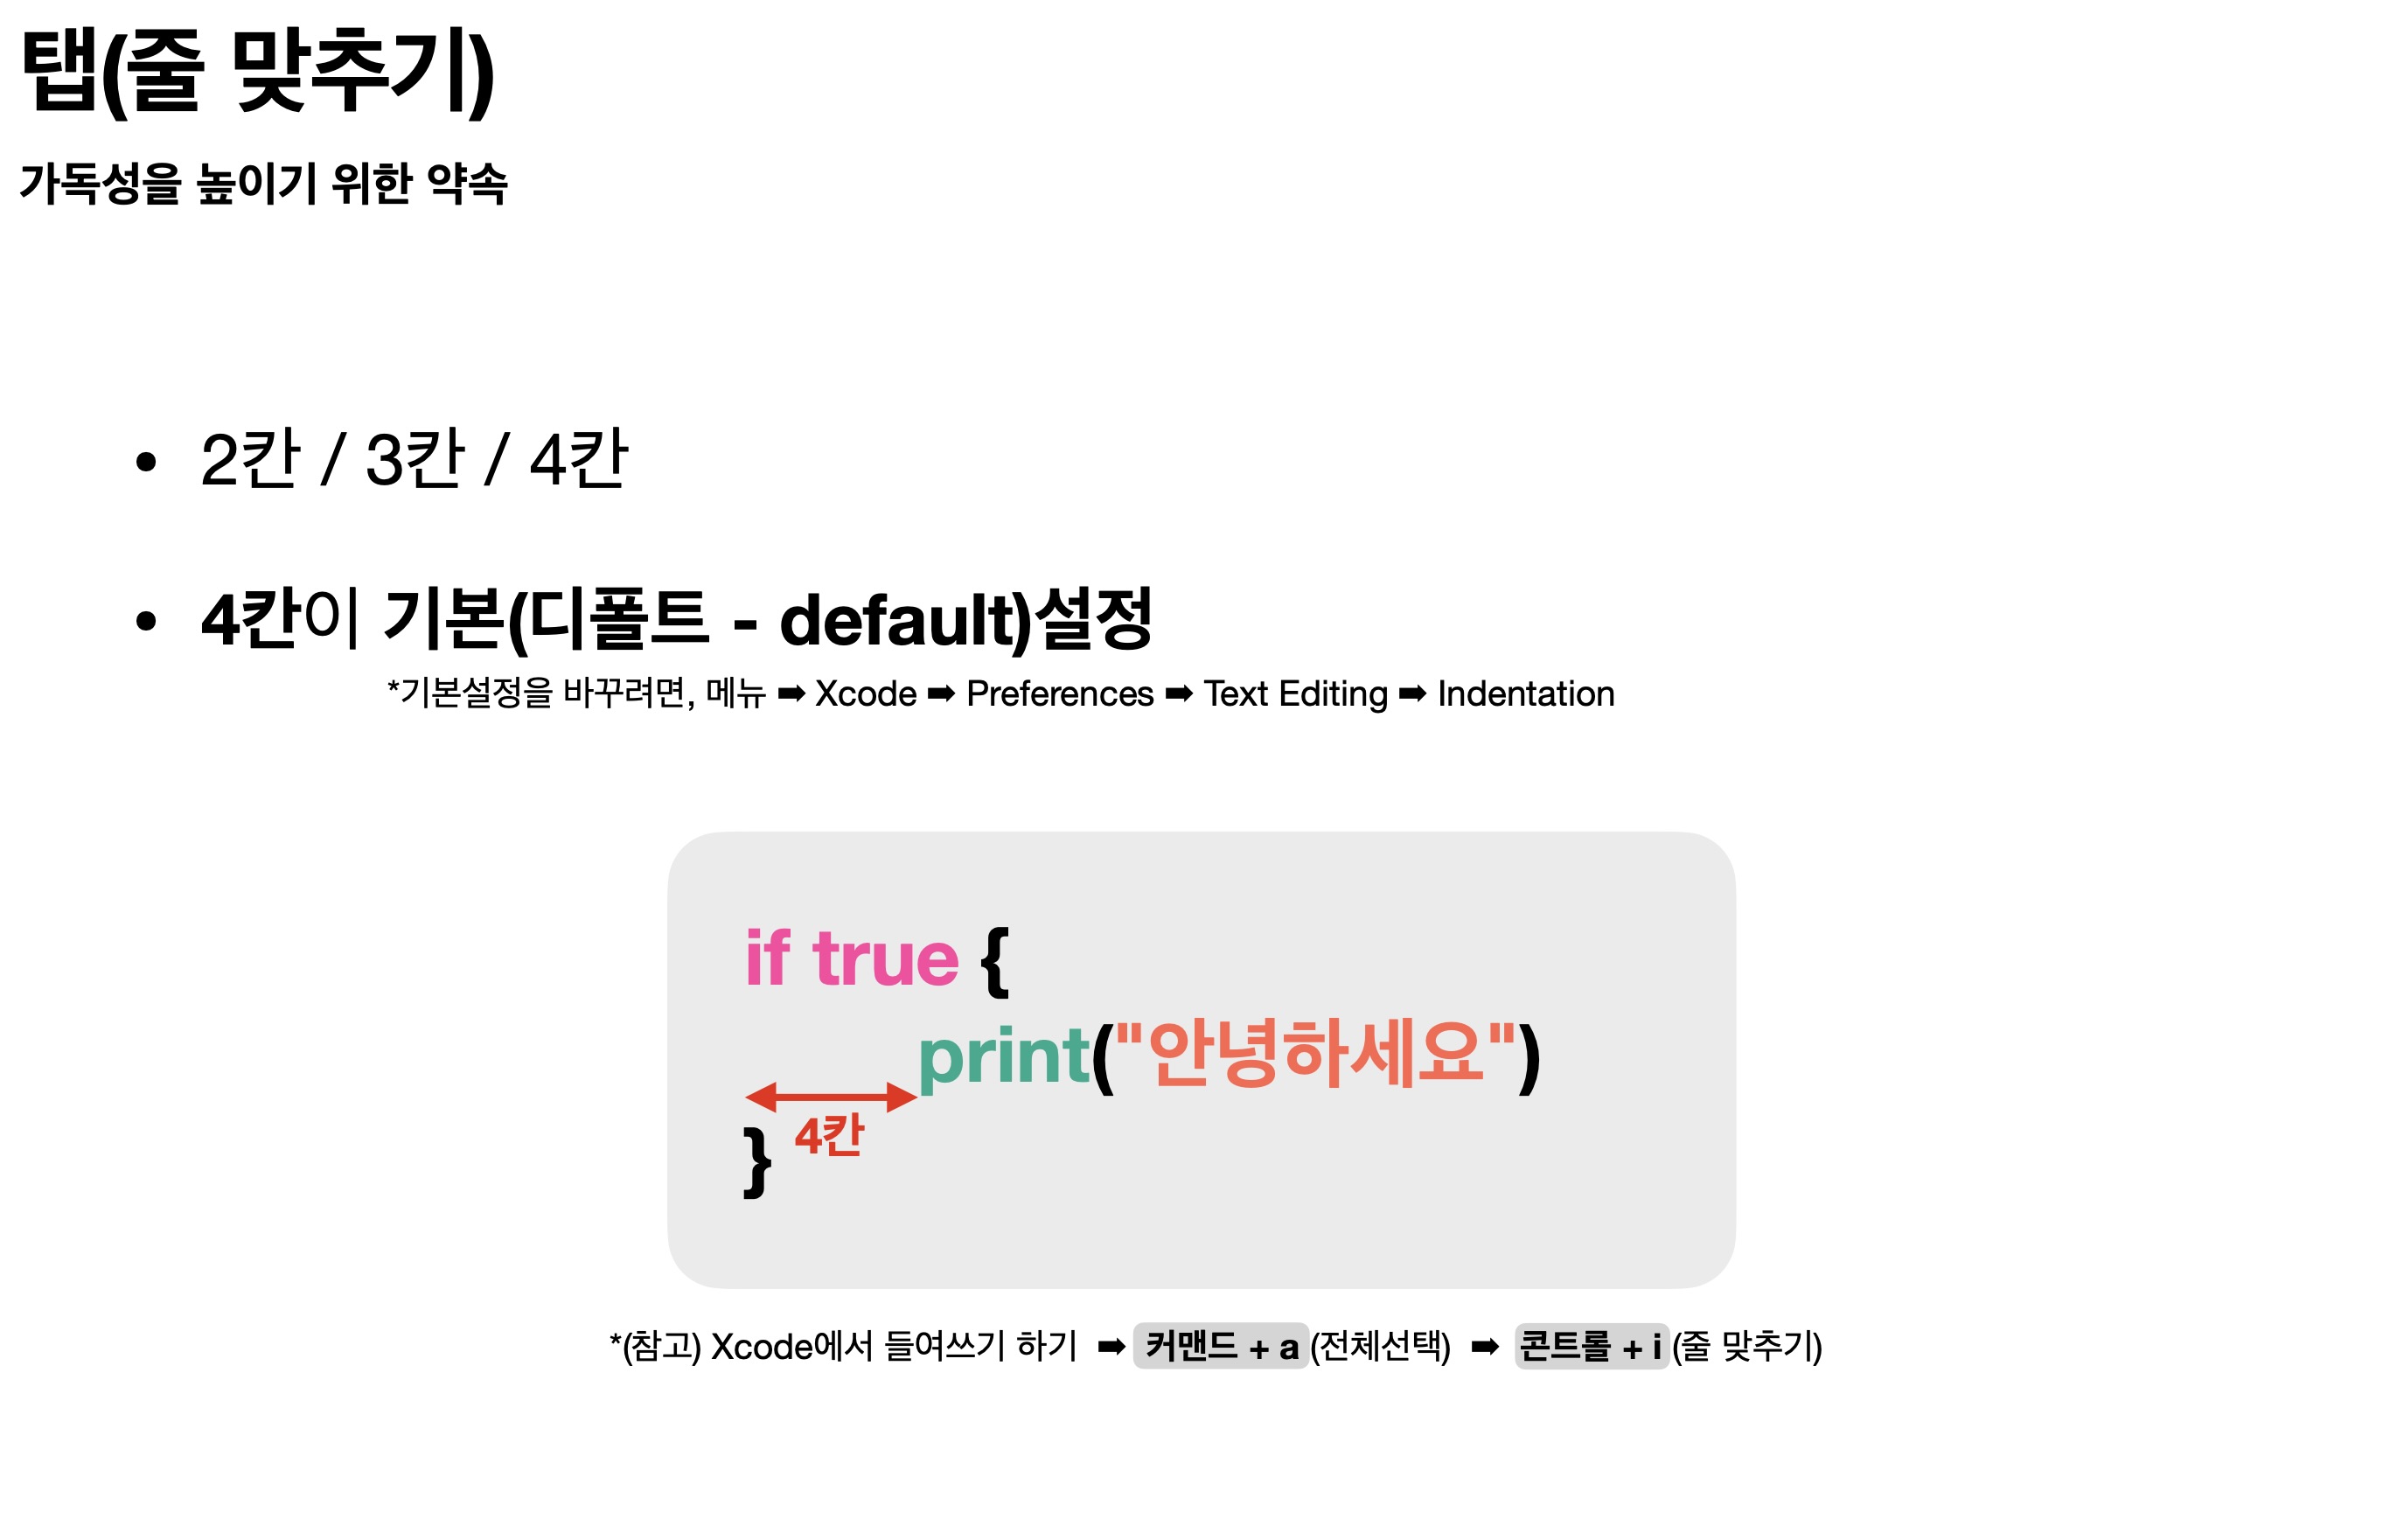 탭(줄 맞추기)
가독성을 높이기 위한 약속
• 2칸 / 3칸 / 4칸
• 4칸이 기본(디폴트 - default)설정
*기본설정을 바꾸려면, 메뉴 ➡ Xcode ➡ Preferences ➡ Text Editing ➡ Indentation
if true {
print("안녕하세요")
4칸
}
*(참고) Xcode에서 들여쓰기 하기 ➡ 커맨드 + a (전체선택) ➡ 콘트롤 + i (줄 맞추기)